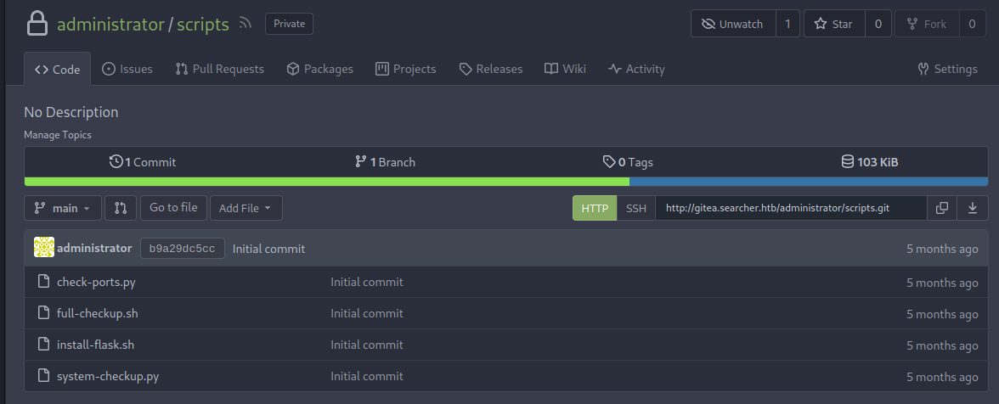 administrator / scripts Private Unwatch 1 Star 0 Fork 0
Code Issues Pull Requests Packages Projects Releases Wiki Activity Settings
No Description
Manage Topics
1 Commit 1 Branch 0 Tags 103 KiB
main Go to file Add File HTTP SSH http://gitea.searcher.htb/administrator/scripts.git
administrator b9a29dc5cc Initial commit 5 months ago
check-ports.py Initial commit 5 months ago
full-checkup.sh Initial commit 5 months ago
install-flask.sh Initial commit 5 months ago
system-checkup.py Initial commit 5 months ago